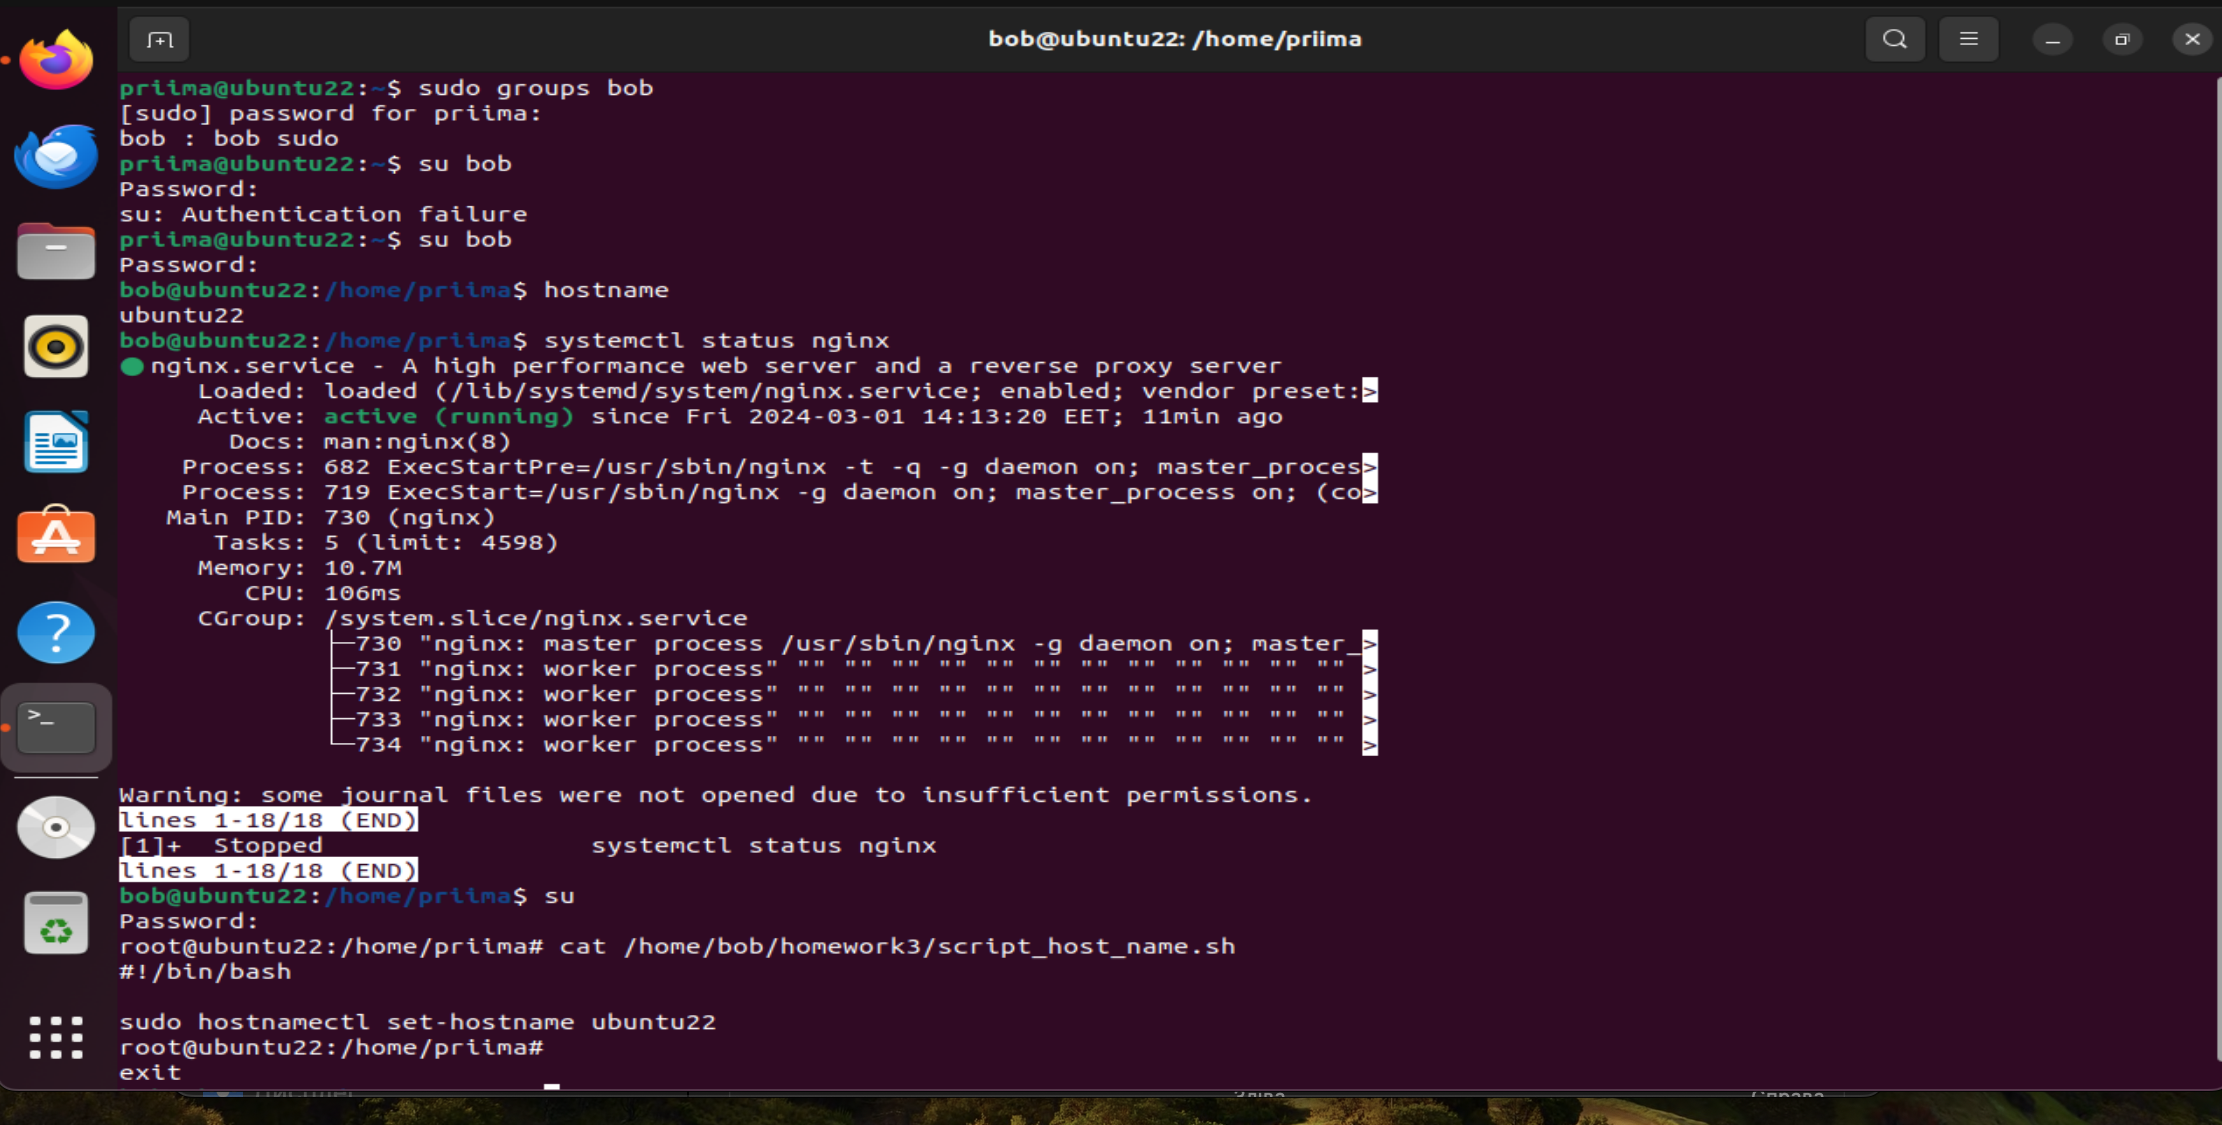 bob@ubuntu22: /home/priima
priima@ubuntu22:~$ sudo groups bob
[sudo] password for priima:
bob : bob sudo
priima@ubuntu22:~$ su bob
Password:
su: Authentication failure
priima@ubuntu22:~$ su bob
Password:
bob@ubuntu22:/home/priima$ hostname
ubuntu22
bob@ubuntu22:/home/priima$ systemctl status nginx
● nginx.service - A high performance web server and a reverse proxy server
     Loaded: loaded (/lib/systemd/system/nginx.service; enabled; vendor preset:>
     Active: active (running) since Fri 2024-03-01 14:13:20 EET; 11min ago
       Docs: man:nginx(8)
    Process: 682 ExecStartPre=/usr/sbin/nginx -t -q -g daemon on; master_proces>
    Process: 719 ExecStart=/usr/sbin/nginx -g daemon on; master_process on; (co>
   Main PID: 730 (nginx)
      Tasks: 5 (limit: 4598)
     Memory: 10.7M
        CPU: 106ms
     CGroup: /system.slice/nginx.service
             ├─730 "nginx: master process /usr/sbin/nginx -g daemon on; master_>
             ├─731 "nginx: worker process" "" "" "" "" "" "" "" "" "" "" "" "" >
             ├─732 "nginx: worker process" "" "" "" "" "" "" "" "" "" "" "" "" >
             ├─733 "nginx: worker process" "" "" "" "" "" "" "" "" "" "" "" "" >
             └─734 "nginx: worker process" "" "" "" "" "" "" "" "" "" "" "" "" >
Warning: some journal files were not opened due to insufficient permissions.
lines 1-18/18 (END)
[1]+  Stopped                 systemctl status nginx
lines 1-18/18 (END)
bob@ubuntu22:/home/priima$ su
Password:
root@ubuntu22:/home/priima# cat /home/bob/homework3/script_host_name.sh
#!/bin/bash
sudo hostnamectl set-hostname ubuntu22
root@ubuntu22:/home/priima#
exit